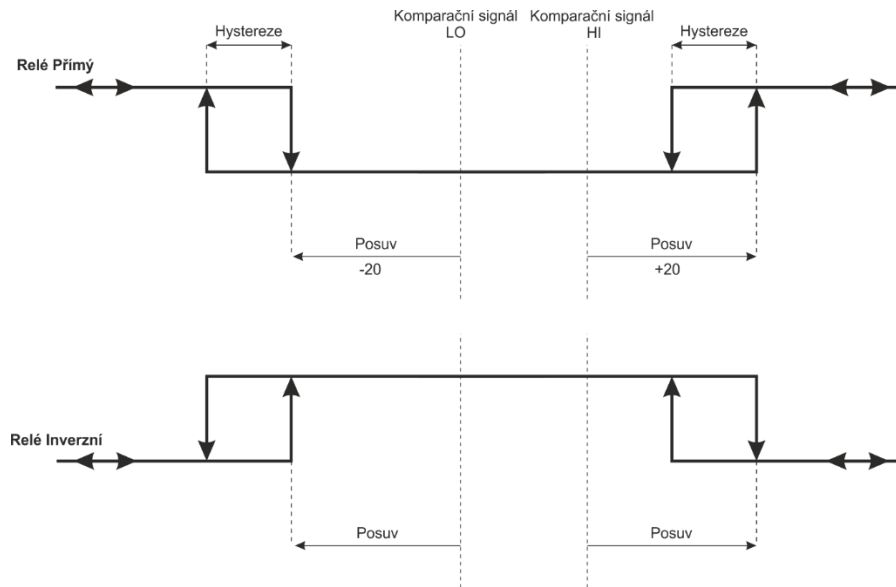 Komparační signál
LO
Komparační signál
HI
Hystereze
Hystereze
Relé Přímý
Posuv
-20
Posuv
+20
Relé Inverzní
Posuv
Posuv